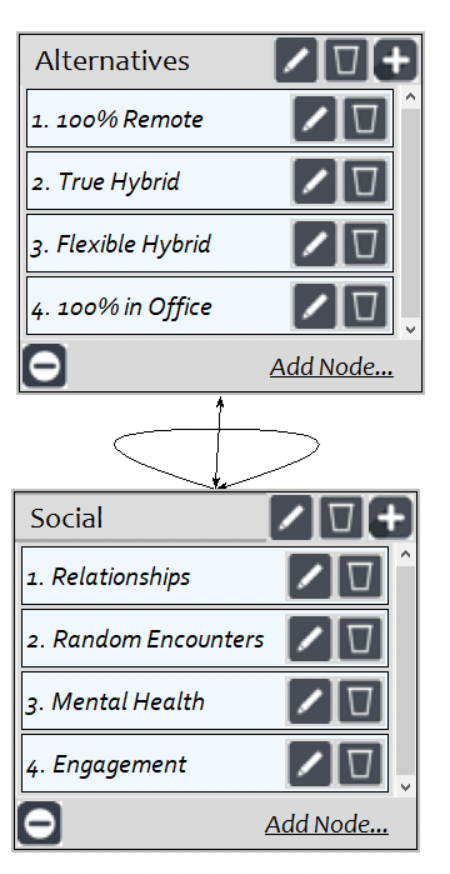 Alternatives
1. 100% Remote
2. True Hybrid
3. Flexible Hybrid
4. 100% in Office
Add Node...
Social
1. Relationships
2. Random Encounters
3. Mental Health
4. Engagement
Add Node...